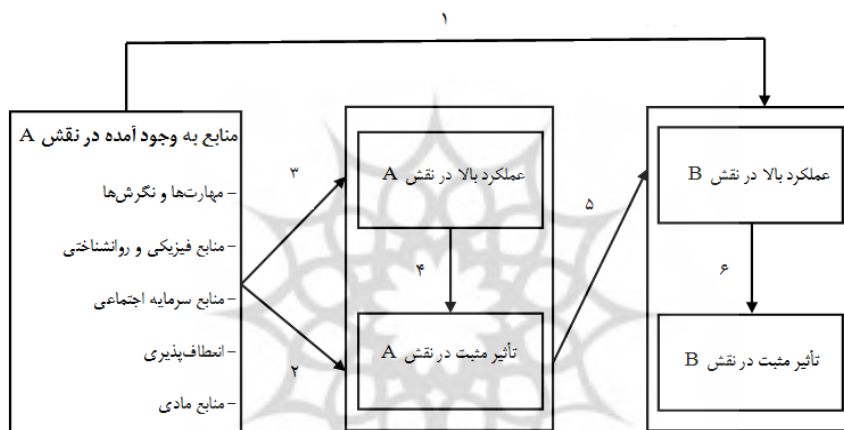 ۱
منابع به وجود آمده در نقش A
- مهارت‌ها و نگرش‌ها
- منابع فیزیکی و روانشناختی
- منابع سرمایه اجتماعی
- انعطاف‌پذیری
- منابع مادی
۳
۲
عملکرد بالا در نقش A
۴
تأثیر مثبت در نقش A
۵
عملکرد بالا در نقش B
۶
تأثیر مثبت در نقش B